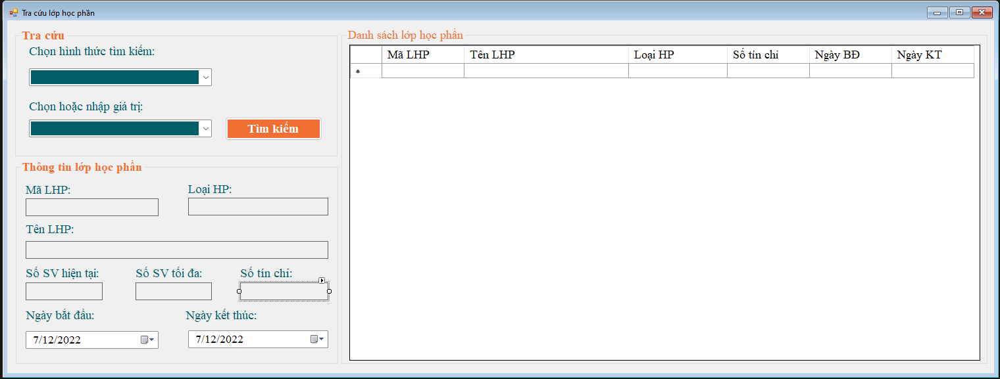 Tra cứu lớp học phần
Tra cứu
Chọn hình thức tìm kiếm:
Chọn hoặc nhập giá trị:
Tìm kiếm
Thông tin lớp học phần
Mã LHP:
Loại HP:
Tên LHP:
Số SV hiện tại:
Số SV tối đa:
Số tín chỉ:
Ngày bắt đầu:
Ngày kết thúc:
7/12/2022
7/12/2022
Danh sách lớp học phần
Mã LHP Tên LHP Loại HP Số tín chỉ Ngày BĐ Ngày KT